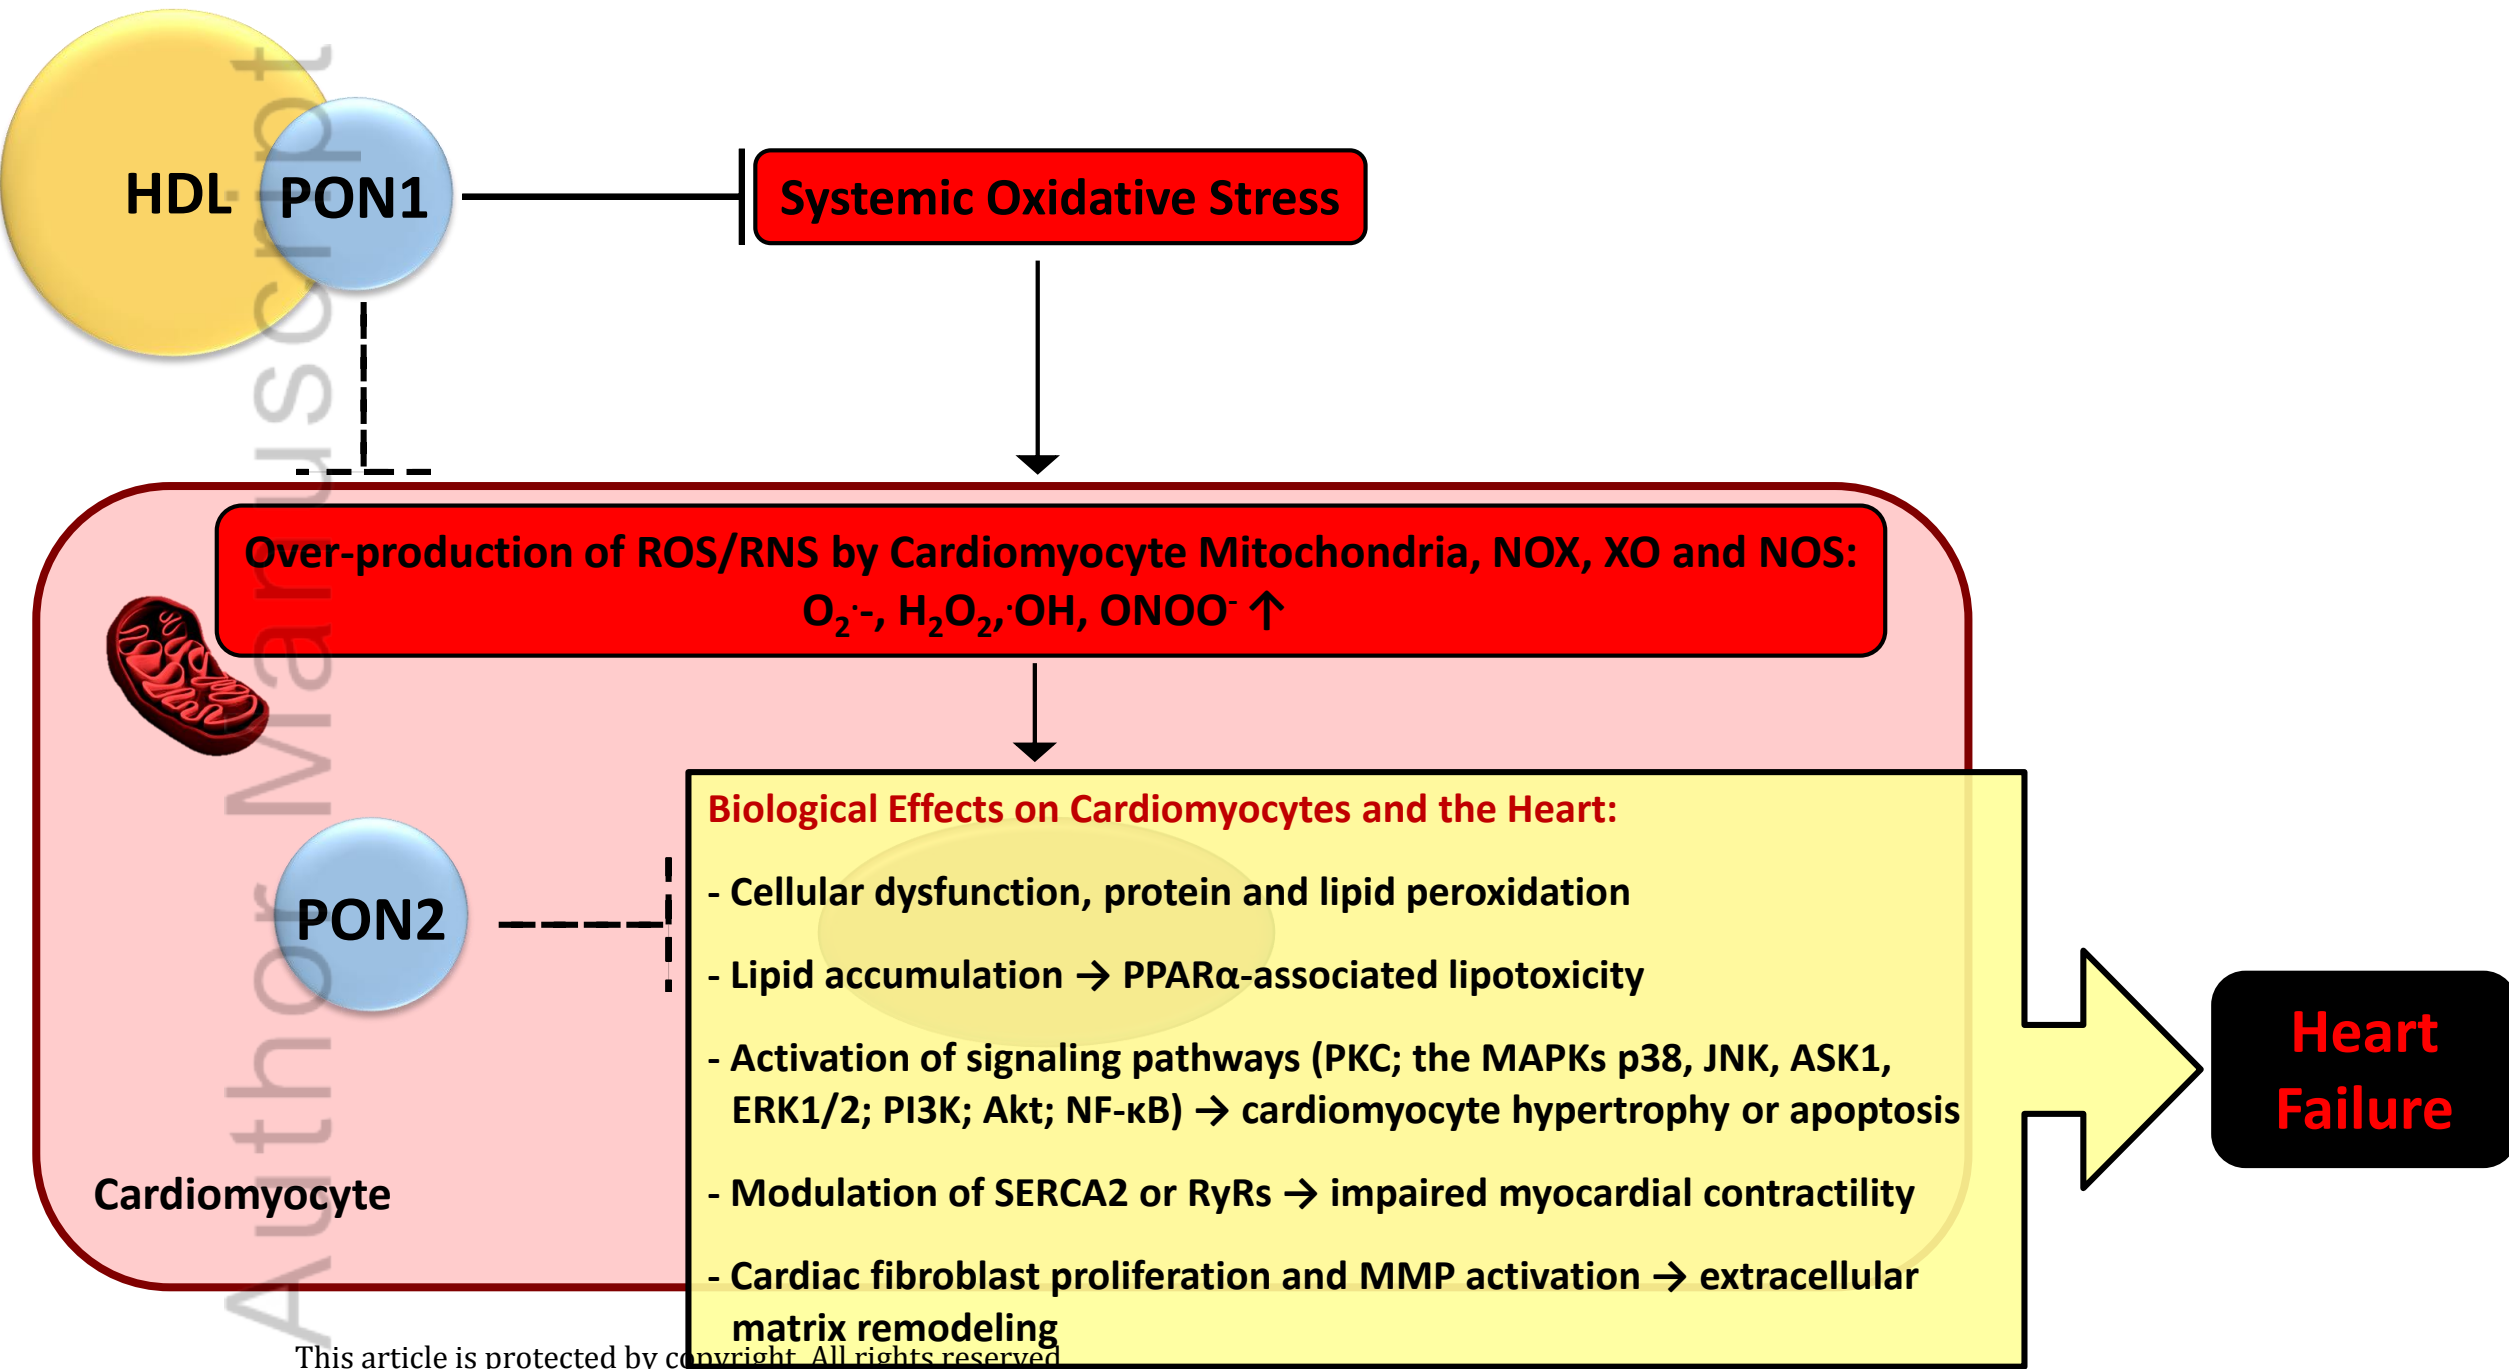 HDL
PON1
Systemic Oxidative Stress
Over-production of ROS/RNS by Cardiomyocyte Mitochondria, NOX, XO and NOS:
O₂˙-, H₂O₂,˙OH, ONOO⁻ ↑
Biological Effects on Cardiomyocytes and the Heart:
- Cellular dysfunction, protein and lipid peroxidation
PON2
- Lipid accumulation → PPARα-associated lipotoxicity
- Activation of signaling pathways (PKC; the MAPKs p38, JNK, ASK1,
ERK1/2; PI3K; Akt; NF-κB) → cardiomyocyte hypertrophy or apoptosis
Heart
Failure
Cardiomyocyte
- Modulation of SERCA2 or RyRs → impaired myocardial contractility
- Cardiac fibroblast proliferation and MMP activation → extracellular
matrix remodeling
This article is protected by copyright. All rights reserved
Author Manuscript